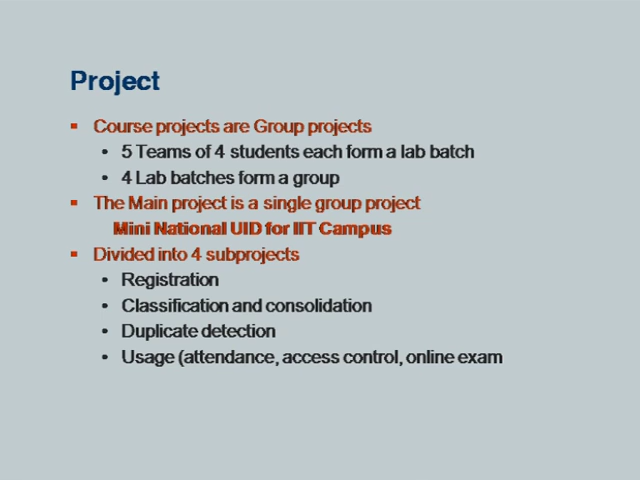 Project
Course projects are Group projects
• 5 Teams of 4 students each form a lab batch
• 4 Lab batches form a group
The Main project is a single group project
Mini National UID for IIT Campus
Divided into 4 subprojects
• Registration
• Classification and consolidation
• Duplicate detection
• Usage (attendance, access control, online exam